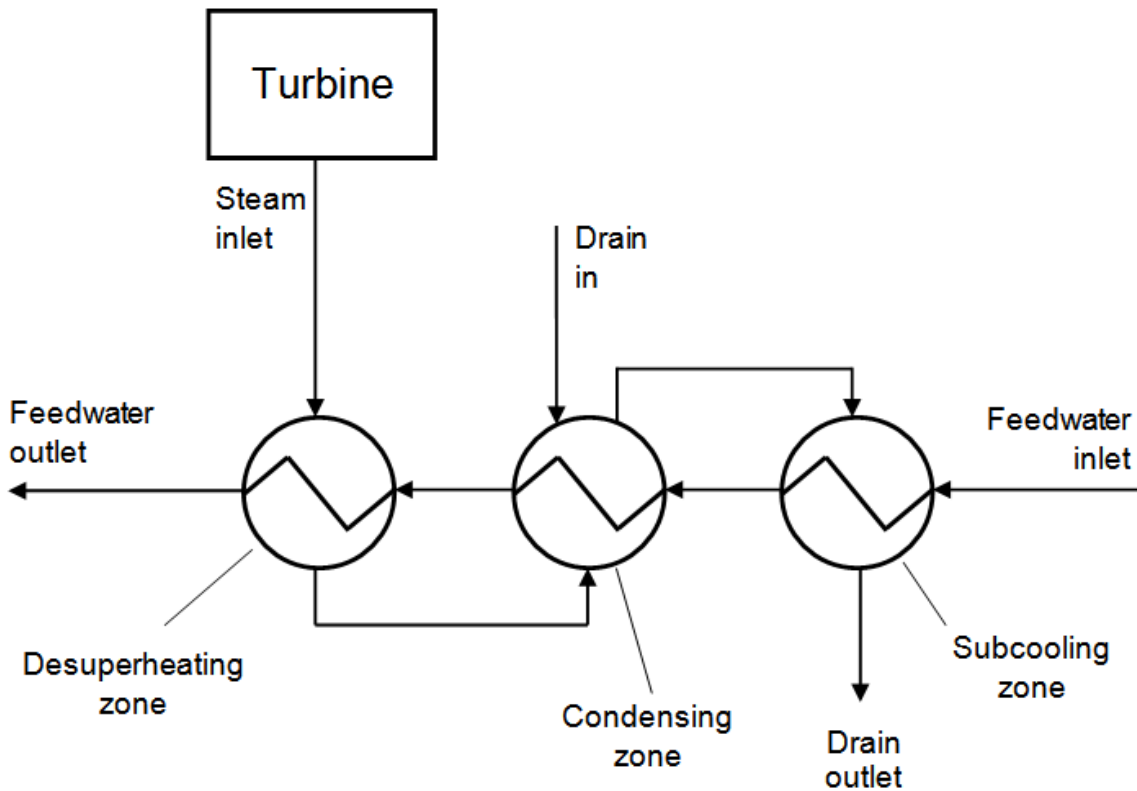 Turbine
Steam
inlet
Drain
in
Feedwater
outlet
Feedwater
inlet
Desuperheating
zone
Condensing
zone
Subcooling
zone
Drain
outlet